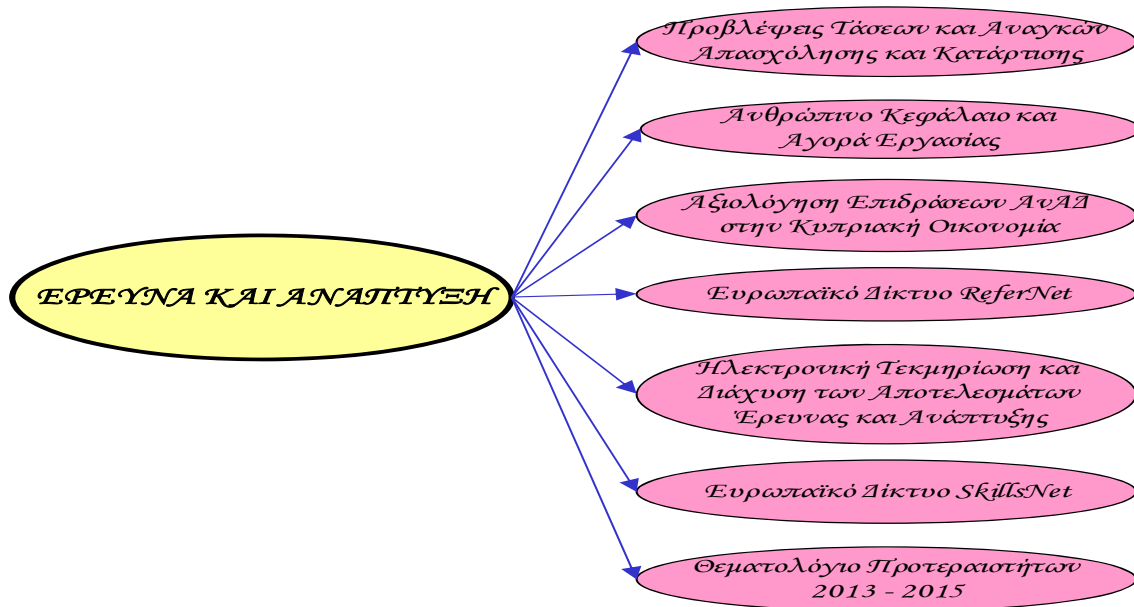 Προβλέψεις Τάσεων και Αναγκών
Απασχόλησης και Κατάρτισης
Ανθρώπινο Κεφάλαιο και
Αγορά Εργασίας
Αξιολόγηση Επιδράσεων ΑνΑΔ
στην Κυπριακή Οικονομία
ΕΡΕΥΝΑ ΚΑΙ ΑΝΑΠΤΥΞΗ
Ευρωπαϊκό Δίκτυο ReferNet
Ηλεκτρονική Τεκμηρίωση και
Διάχυση των Αποτελεσμάτων
Έρευνας και Ανάπτυξης
Ευρωπαϊκό Δίκτυο SkillsNet
Θεματολόγιο Προτεραιοτήτων
2013 - 2015